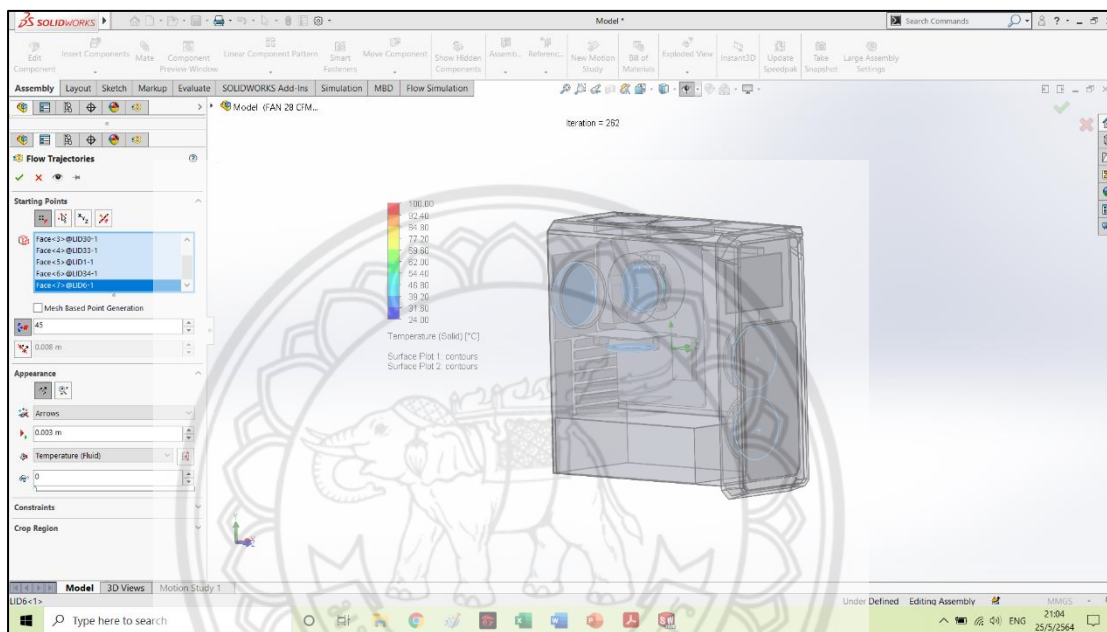 SOLIDWORKS
Model *
Search Commands
Edit Component
Insert Components
Mate
Component Preview Window
Linear Component Pattern
Smart Fasteners
Move Component
Show Hidden Components
Assemb...
Referenc...
New Motion Study
Bill of Materials
Exploded View
Instant3D
Update Speedpak
Take Snapshot
Large Assembly Settings
Assembly Layout Sketch Markup Evaluate SOLIDWORKS Add-Ins Simulation MBD Flow Simulation
Model (FAN 28 CFM...
Iteration = 262
Flow Trajectories
Starting Points
Face<3>@LID30-1
Face<4>@LID33-1
Face<5>@LID1-1
Face<6>@LID34-1
Face<7>@LID6-1
Mesh Based Point Generation
45
0.008 m
Appearance
Arrows
0.003 m
Temperature (Fluid)
0
Constraints
Crop Region
100.00
92.40
84.80
77.20
69.60
62.00
54.40
46.80
39.20
31.60
24.00
Temperature (Solid) [°C]
Surface Plot 1: contours
Surface Plot 2: contours
Model 3D Views Motion Study 1
LID6<1>
Under Defined Editing Assembly MMGS
Type here to search
ENG
21:04
25/5/2564